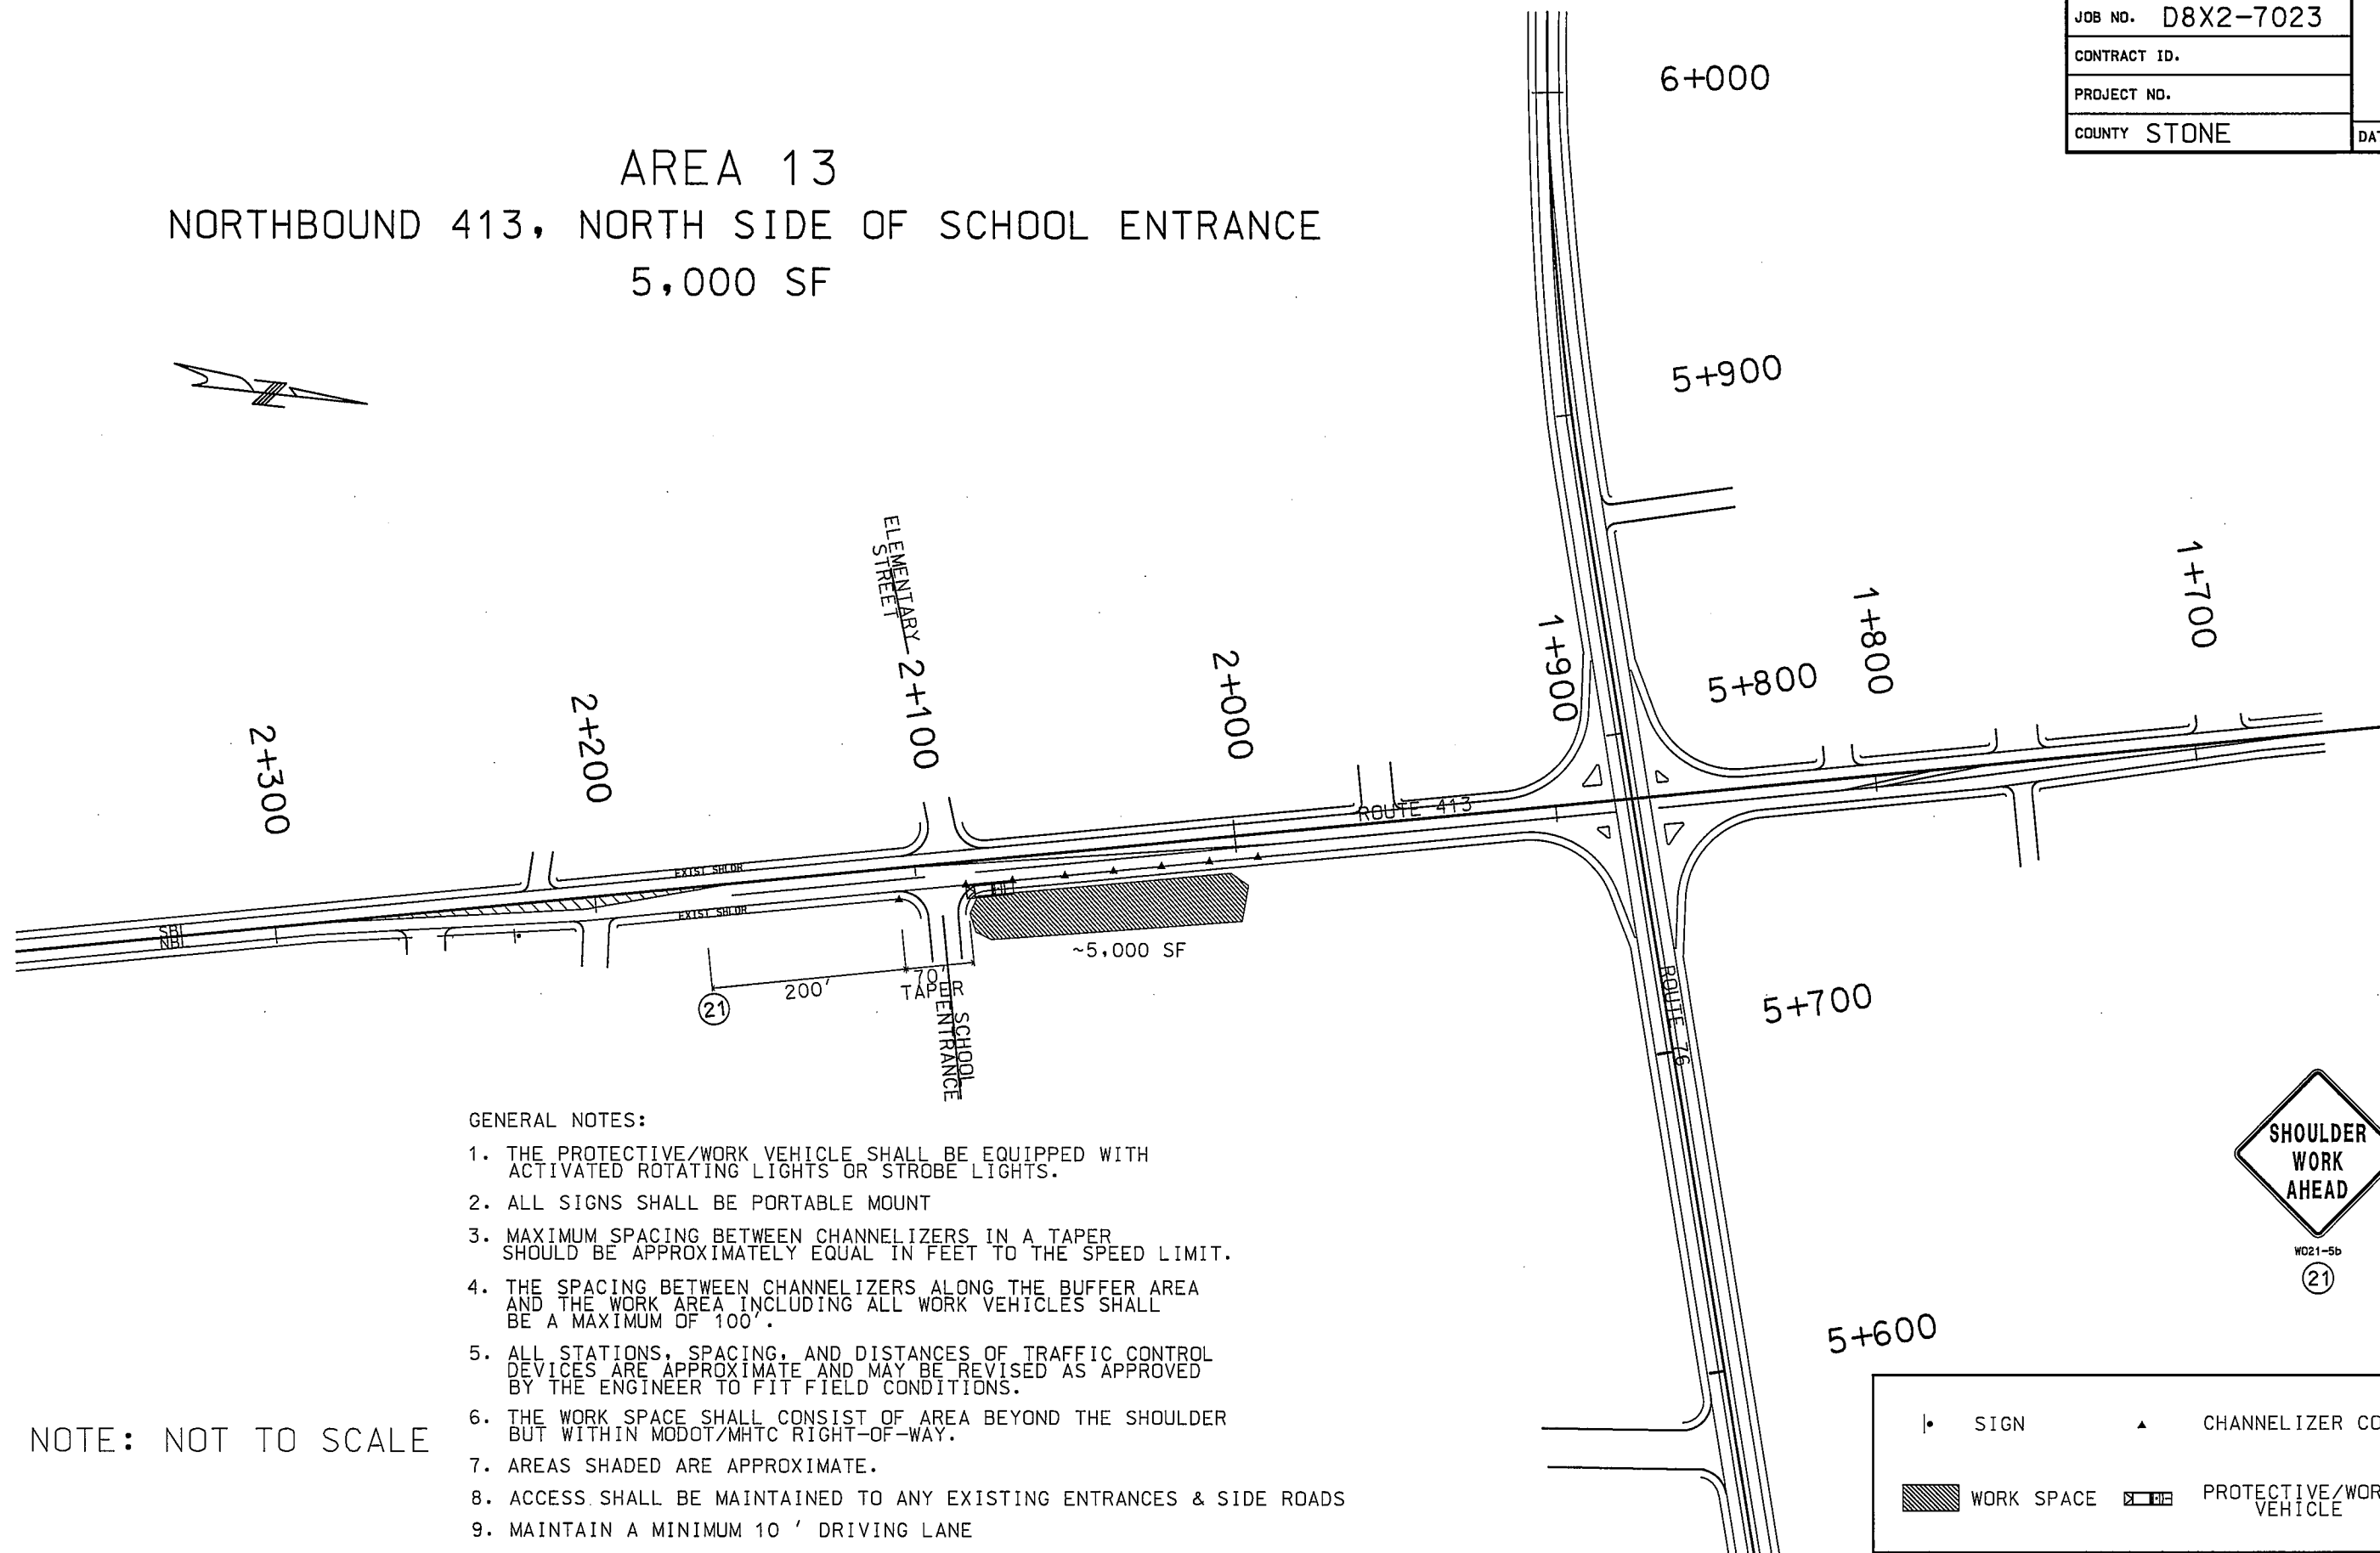 JOB NO. D8X2-7023
CONTRACT ID.
PROJECT NO.
COUNTY STONE
AREA 13
NORTHBOUND 413, NORTH SIDE OF SCHOOL ENTRANCE
5,000 SF
6+000
5+900
5+800
5+700
5+600
1+700
1+800
1+900
2+000
2+100
2+200
2+300
ELEMENTARY
STREET
ROUTE 413
EXIST SHLDR
EXIST SHLDR
SBL
NBL
~5,000 SF
200'
70'
TAPER
21
SCHOOL
ENTRANCE
ROUTE 76
GENERAL NOTES:
1. THE PROTECTIVE/WORK VEHICLE SHALL BE EQUIPPED WITH
ACTIVATED ROTATING LIGHTS OR STROBE LIGHTS.
2. ALL SIGNS SHALL BE PORTABLE MOUNT
3. MAXIMUM SPACING BETWEEN CHANNELIZERS IN A TAPER
SHOULD BE APPROXIMATELY EQUAL IN FEET TO THE SPEED LIMIT.
4. THE SPACING BETWEEN CHANNELIZERS ALONG THE BUFFER AREA
AND THE WORK AREA INCLUDING ALL WORK VEHICLES SHALL
BE A MAXIMUM OF 100'.
5. ALL STATIONS, SPACING, AND DISTANCES OF TRAFFIC CONTROL
DEVICES ARE APPROXIMATE AND MAY BE REVISED AS APPROVED
BY THE ENGINEER TO FIT FIELD CONDITIONS.
6. THE WORK SPACE SHALL CONSIST OF AREA BEYOND THE SHOULDER
BUT WITHIN MODOT/MHTC RIGHT-OF-WAY.
7. AREAS SHADED ARE APPROXIMATE.
8. ACCESS SHALL BE MAINTAINED TO ANY EXISTING ENTRANCES & SIDE ROADS
9. MAINTAIN A MINIMUM 10 ' DRIVING LANE
NOTE: NOT TO SCALE
SHOULDER
WORK
AHEAD
WO21-5b
21
SIGN
CHANNELIZER
WORK SPACE
PROTECTIVE/WOR
VEHICLE